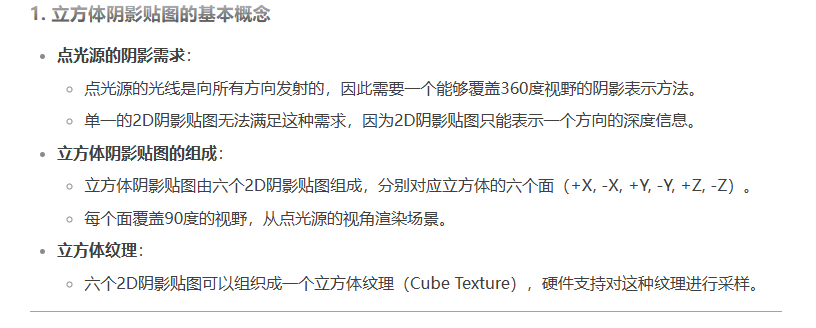 1. 立方体阴影贴图的基本概念
点光源的阴影需求：
点光源的光线是向所有方向发射的，因此需要一个能够覆盖360度视野的阴影表示方法。
单一的2D阴影贴图无法满足这种需求，因为2D阴影贴图只能表示一个方向的深度信息。
立方体阴影贴图的组成：
立方体阴影贴图由六个2D阴影贴图组成，分别对应立方体的六个面（+X, -X, +Y, -Y, +Z, -Z）。
每个面覆盖90度的视野，从点光源的视角渲染场景。
立方体纹理：
六个2D阴影贴图可以组织成一个立方体纹理（Cube Texture），硬件支持对这种纹理进行采样。